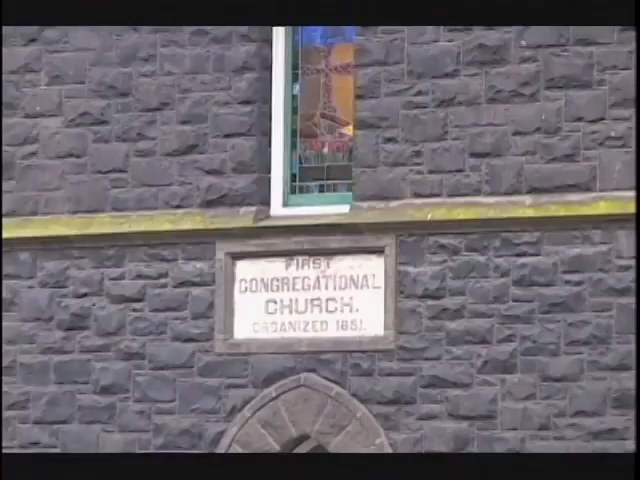 FIRST
CONGREGATIONAL
CHURCH.
ORGANIZED 1851.